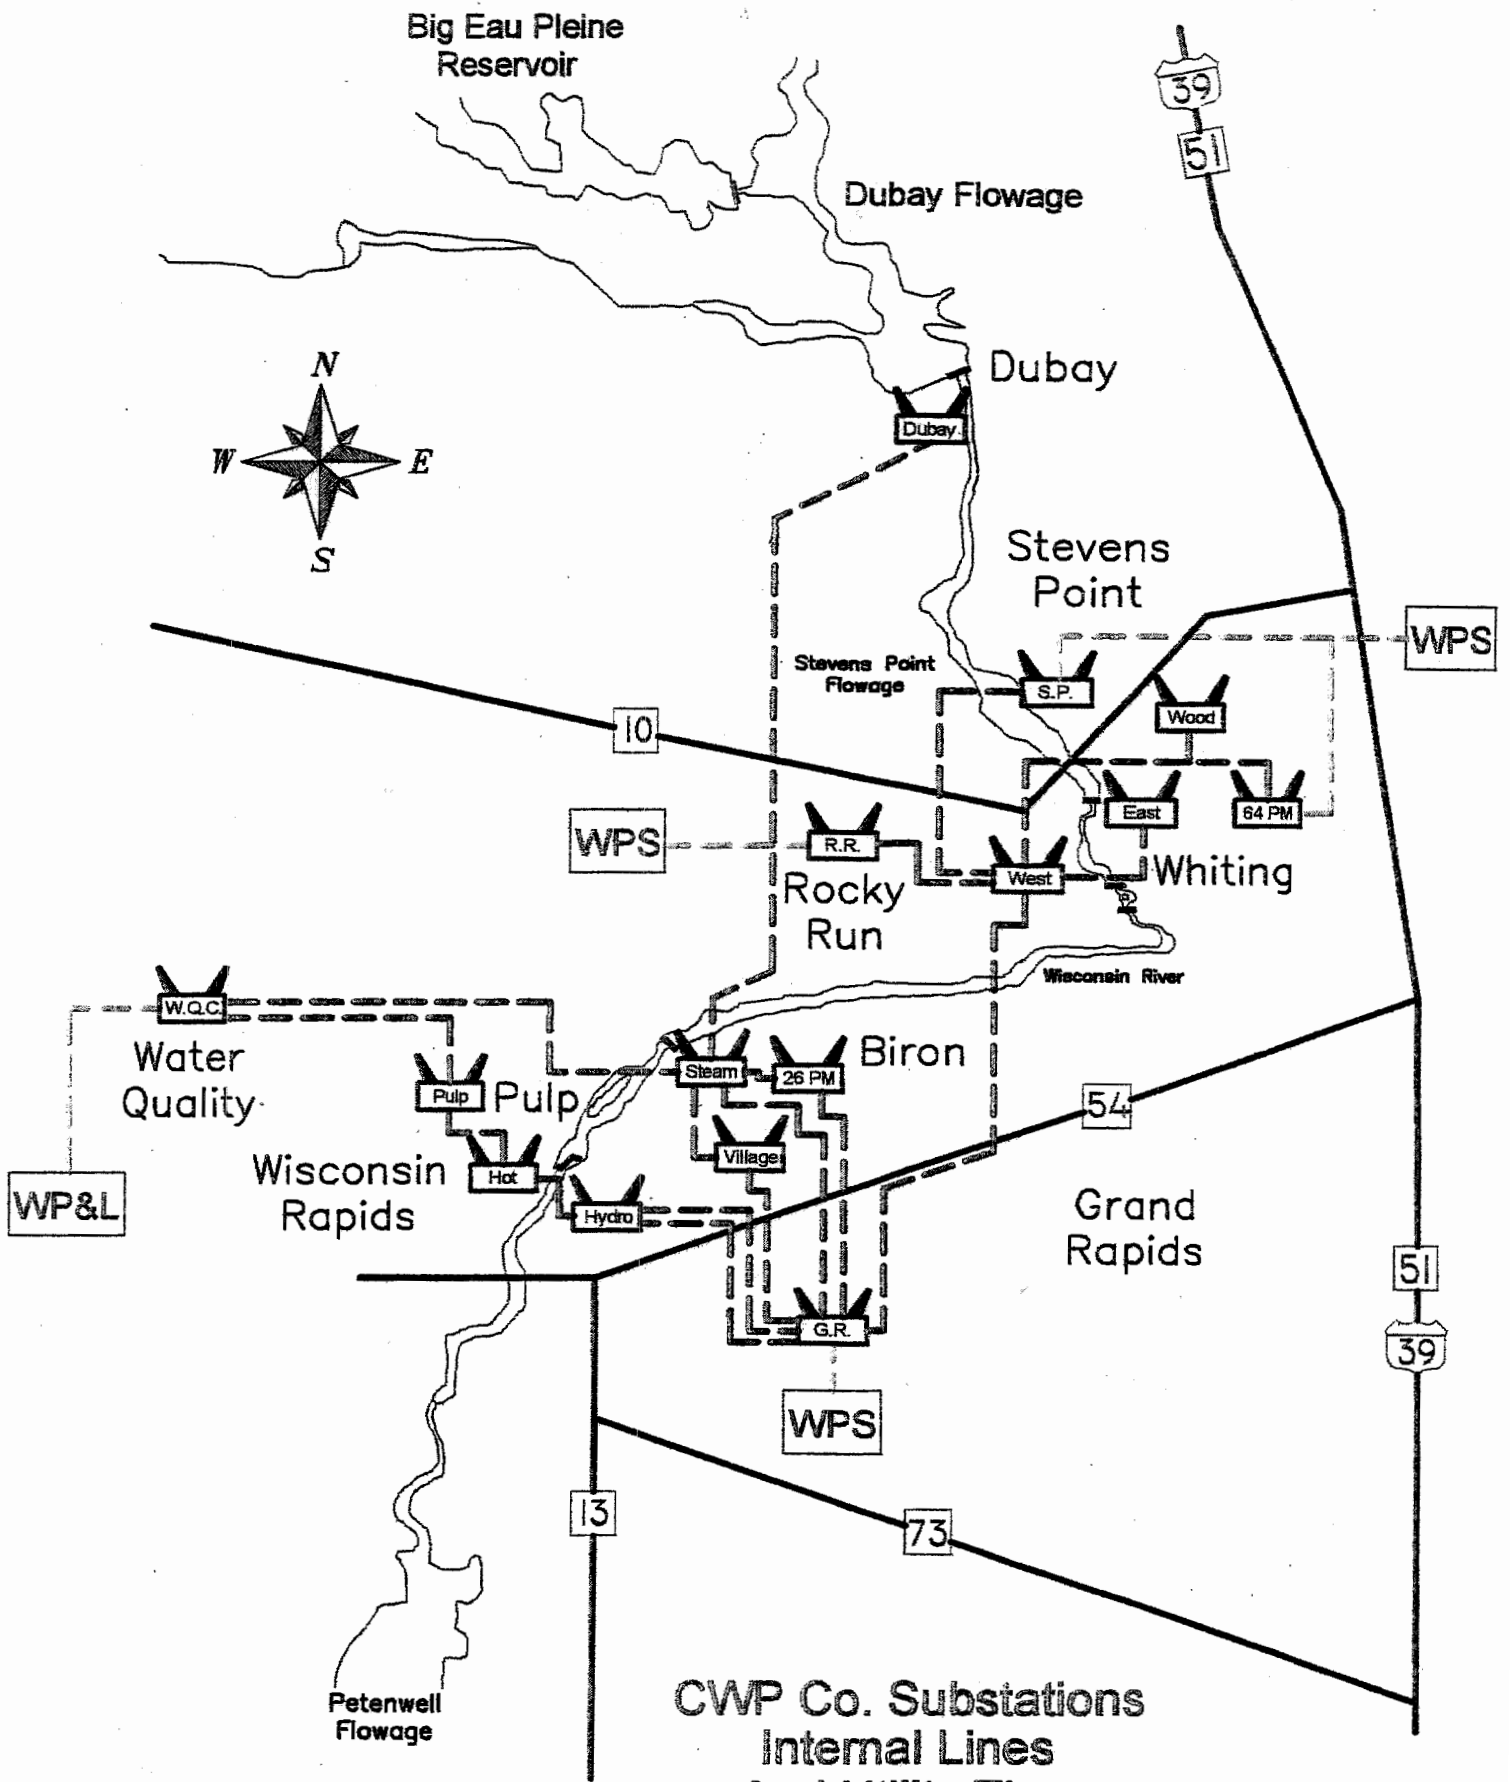 Big Eau Pleine
Reservoir
39
51
Dubay Flowage
N
W
E
S
Dubay
Dubay
Stevens
Point
WPS
Stevens Point
Flowage
S.P.
Wood
10
WPS
R.R.
East
64 PM
West
Whiting
Rocky
Run
Wisconsin River
W.Q.C.
Water
Quality
Steam
26 PM
Biron
Pulp
Pulp
54
Village
Wisconsin
Rapids
Hot
WP&L
Hydro
Grand
Rapids
51
G.R.
39
WPS
13
73
Petenwell
Flowage
CWP Co. Substations
Internal Lines